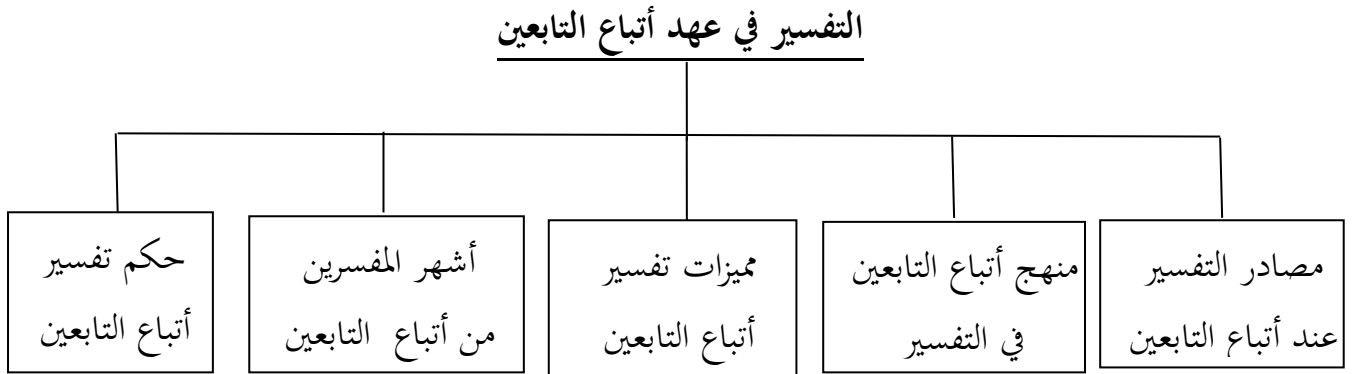 التفسير في عهد أتباع التابعين
مصادر التفسير
عند أتباع التابعين
منهج أتباع التابعين
في التفسير
مميزات تفسير
أتباع التابعين
أشهر المفسرين
من أتباع التابعين
حكم تفسير
أتباع التابعين